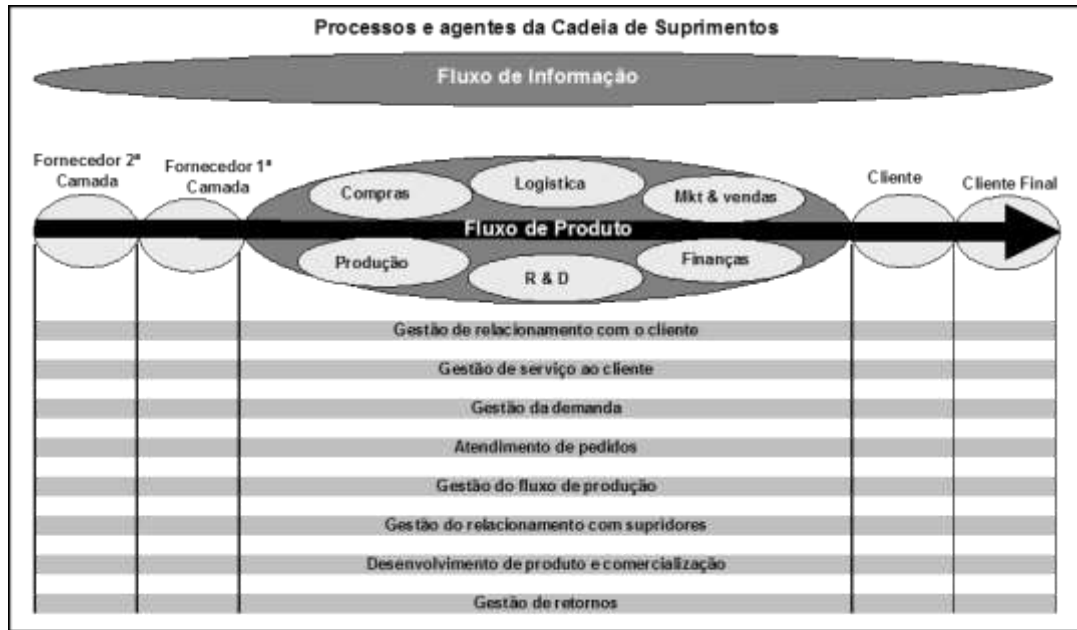 Processos e agentes da Cadeia de Suprimentos
Fluxo de Informação
Fornecedor 2ª
Camada
Fornecedor 1ª
Camada
Compras
Logistica
Mkt & vendas
Cliente
Cliente Final
Fluxo de Produto
Produção
R & D
Finanças
Gestão de relacionamento com o cliente
Gestão de serviço ao cliente
Gestão da demanda
Atendimento de pedidos
Gestão do fluxo de produção
Gestão do relacionamento com supridores
Desenvolvimento de produto e comercialização
Gestão de retornos